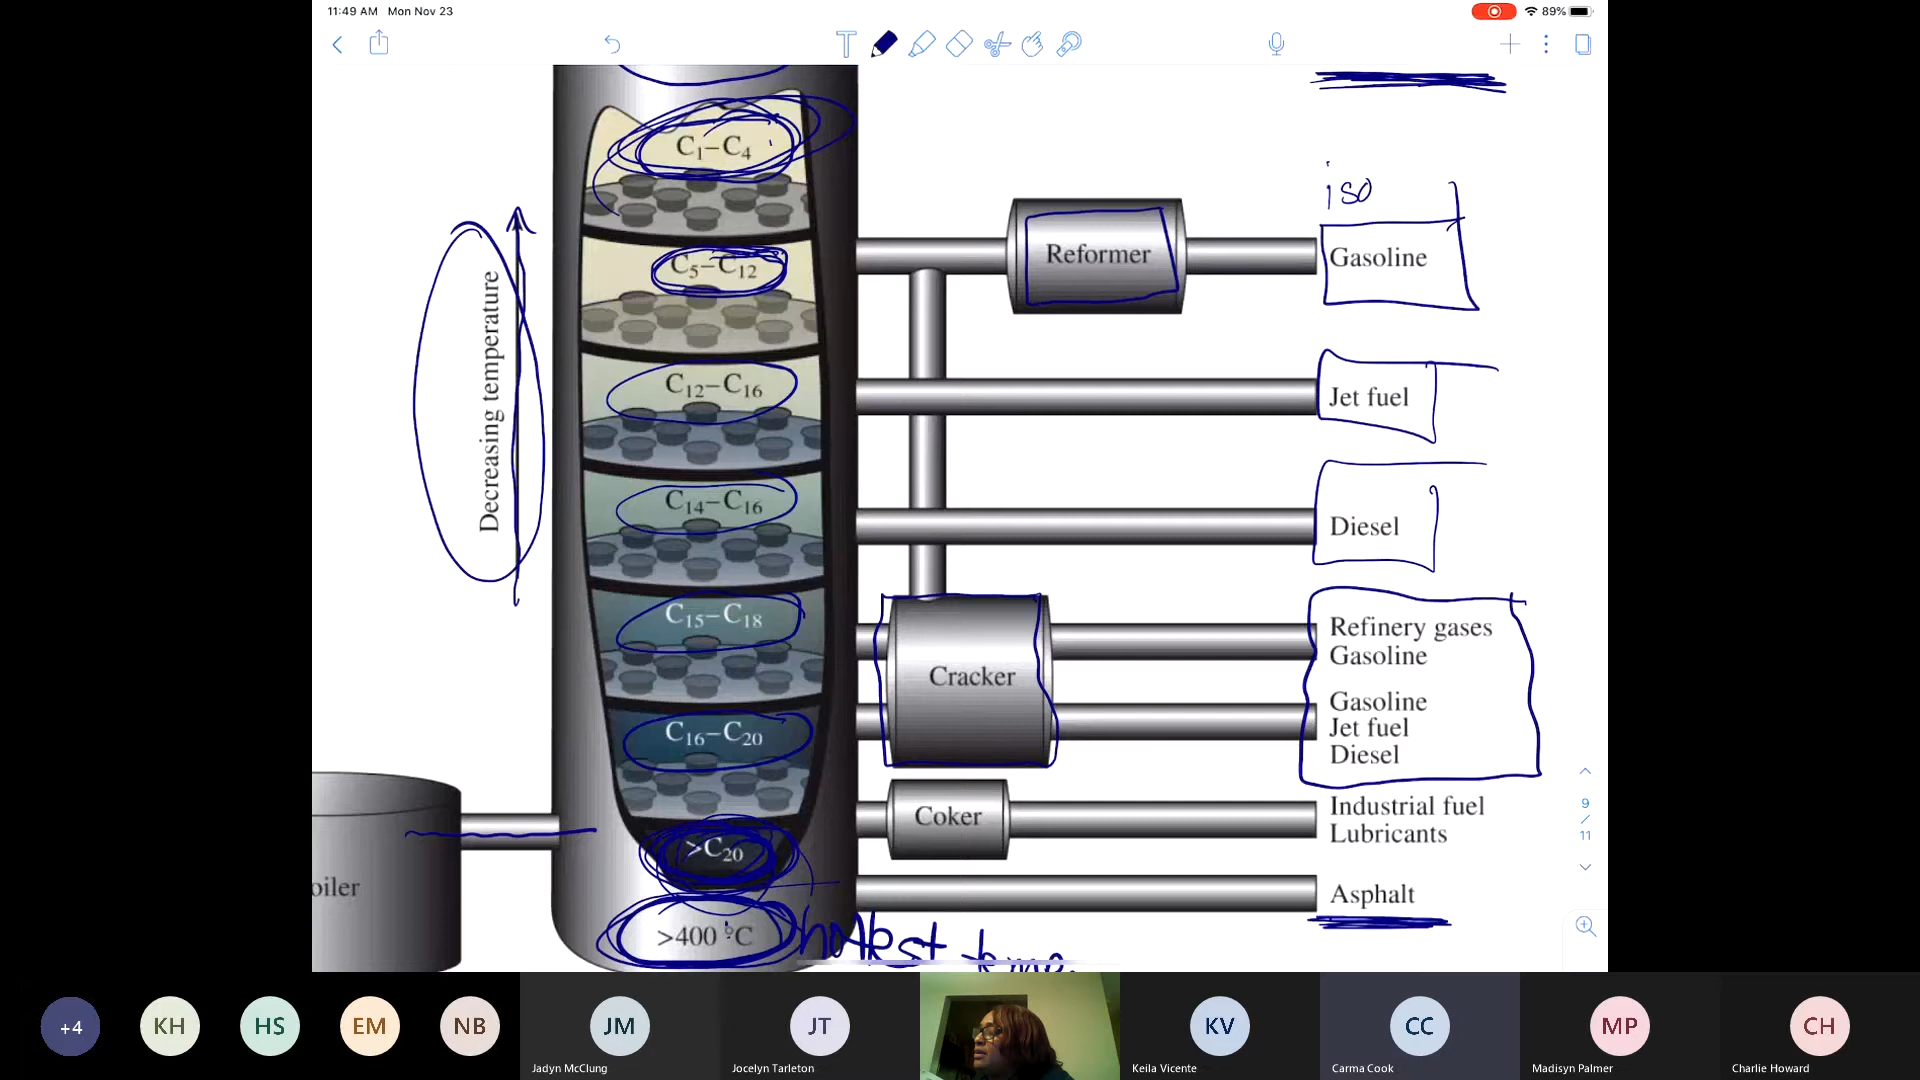 11:49 AM Mon Nov 23
89%
C₁–C₄
iso
C₅–C₁₂
Reformer
Gasoline
Decreasing temperature
C₁₂–C₁₆
Jet fuel
C₁₄–C₁₆
Diesel
C₁₅–C₁₈
Refinery gases
Gasoline
Cracker
C₁₆–C₂₀
Gasoline
Jet fuel
Diesel
9
/
11
Coker
Industrial fuel
Lubricants
>C₂₀
oiler
Asphalt
>400 °C
hottest temp.
+4
KH
HS
EM
NB
JM
Jadyn McClung
JT
Jocelyn Tarleton
KV
Keila Vicente
CC
Carma Cook
MP
Madisyn Palmer
CH
Charlie Howard